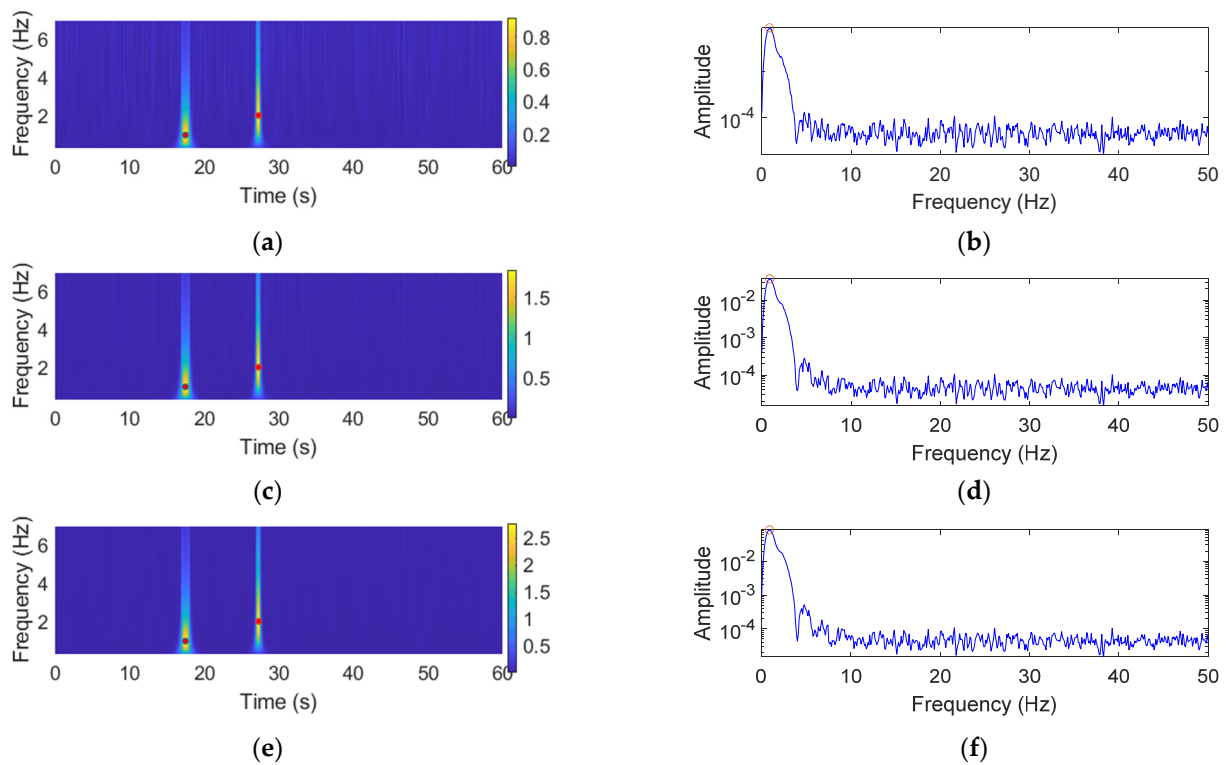 Frequency (Hz)
6
4
2
0 10 20 30 40 50 60
Time (s)
0.8
0.6
0.4
0.2
(a)
Amplitude
10-4
0 10 20 30 40 50
Frequency (Hz)
(b)
Frequency (Hz)
6
4
2
0 10 20 30 40 50 60
Time (s)
1.5
1
0.5
(c)
Amplitude
10-2
10-3
10-4
0 10 20 30 40 50
Frequency (Hz)
(d)
Frequency (Hz)
6
4
2
0 10 20 30 40 50 60
Time (s)
2.5
2
1.5
1
0.5
(e)
Amplitude
10-2
10-3
10-4
0 10 20 30 40 50
Frequency (Hz)
(f)